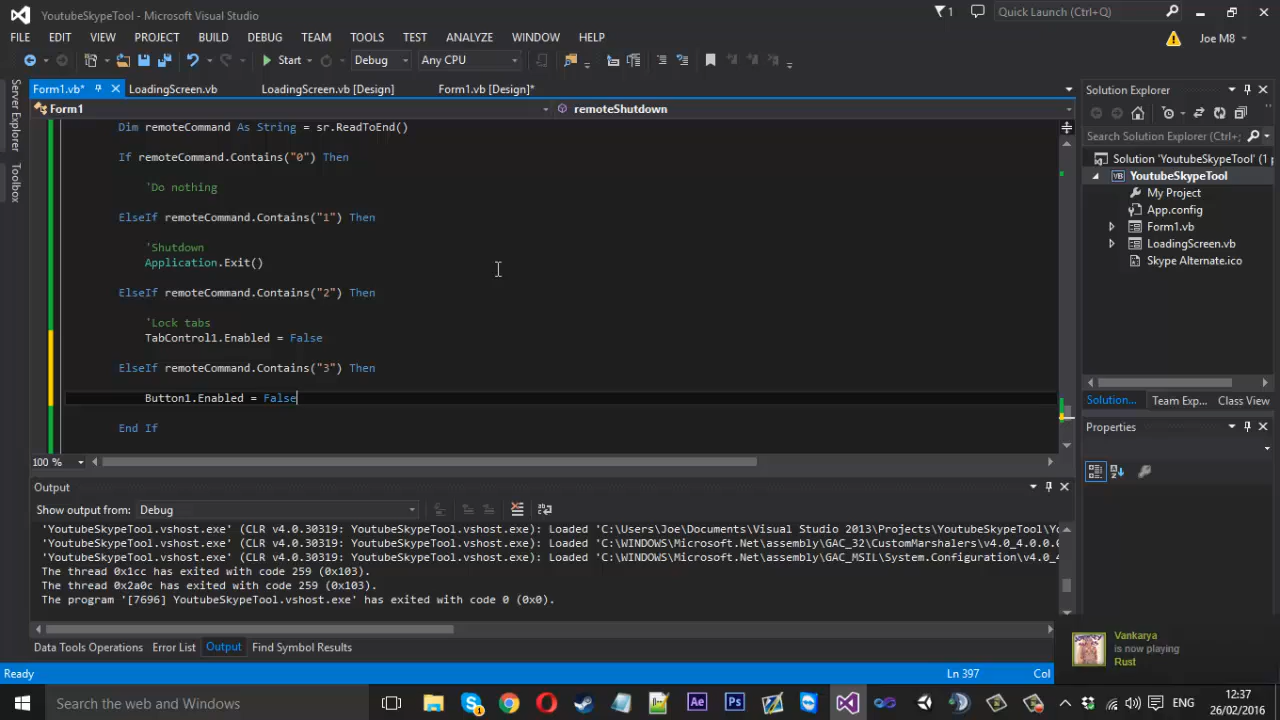 YoutubeSkypeTool - Microsoft Visual Studio
1
Quick Launch (Ctrl+Q)
FILE EDIT VIEW PROJECT BUILD DEBUG TEAM TOOLS TEST ANALYZE WINDOW HELP
Joe M8
Start Debug Any CPU
Form1.vb* LoadingScreen.vb LoadingScreen.vb [Design] Form1.vb [Design]*
Form1 remoteShutdown
Server Explorer
Toolbox
Dim remoteCommand As String = sr.ReadToEnd()
If remoteCommand.Contains("0") Then
'Do nothing
ElseIf remoteCommand.Contains("1") Then
'Shutdown
Application.Exit()
ElseIf remoteCommand.Contains("2") Then
'Lock tabs
TabControl1.Enabled = False
ElseIf remoteCommand.Contains("3") Then
Button1.Enabled = False
End If
100 %
Solution Explorer
Search Solution Explorer (Ctrl+;
Solution 'YoutubeSkypeTool' (1 p
YoutubeSkypeTool
My Project
App.config
Form1.vb
LoadingScreen.vb
Skype Alternate.ico
Solution... Team Exp... Class View
Properties
Output
Show output from: Debug
'YoutubeSkypeTool.vshost.exe' (CLR v4.0.30319: YoutubeSkypeTool.vshost.exe): Loaded 'C:\Users\Joe\Documents\Visual Studio 2013\Projects\YoutubeSkypeTool\Yo
'YoutubeSkypeTool.vshost.exe' (CLR v4.0.30319: YoutubeSkypeTool.vshost.exe): Loaded 'C:\WINDOWS\Microsoft.Net\assembly\GAC_32\CustomMarshalers\v4.0_4.0.0.0
'YoutubeSkypeTool.vshost.exe' (CLR v4.0.30319: YoutubeSkypeTool.vshost.exe): Loaded 'C:\WINDOWS\Microsoft.Net\assembly\GAC_MSIL\System.Configuration\v4.0_4
The thread 0x1cc has exited with code 259 (0x103).
The thread 0x2a0c has exited with code 259 (0x103).
The program '[7696] YoutubeSkypeTool.vshost.exe' has exited with code 0 (0x0).
Data Tools Operations Error List Output Find Symbol Results
Vankarya
is now playing
Rust
Ready Ln 397 Col
Search the web and Windows
1
Ae
Ps
ENG
12:37
26/02/2016